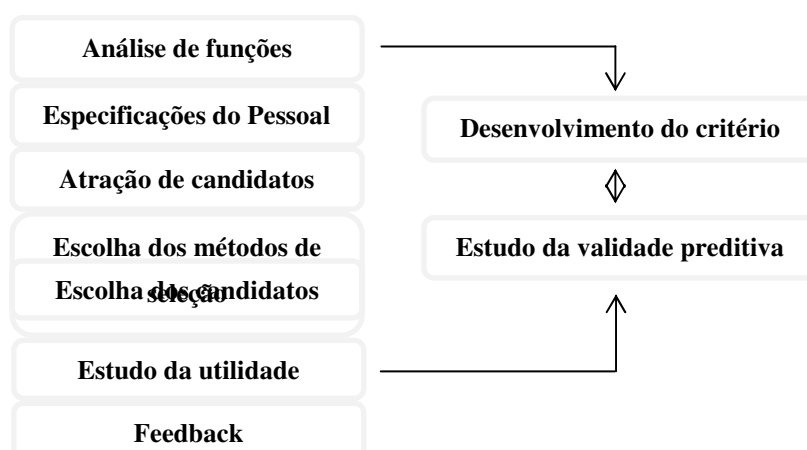 Análise de funções
Especificações do Pessoal
Desenvolvimento do critério
Atração de candidatos
Escolha dos métodos de
seleção
Estudo da validade preditiva
Escolha dos candidatos
Estudo da utilidade
Feedback